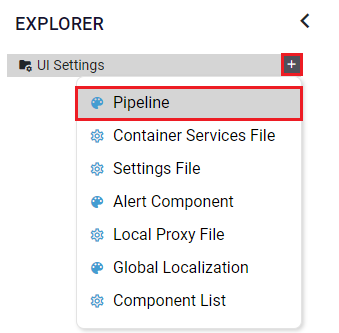 EXPLORER
UI Settings
Pipeline
Container Services File
Settings File
Alert Component
Local Proxy File
Global Localization
Component List